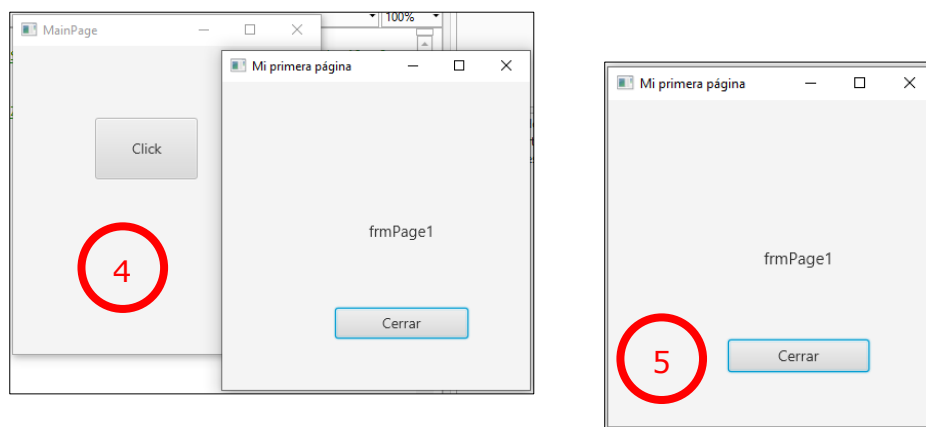 100%
MainPage
Mi primera página
Click
frmPage1
4
Cerrar
Mi primera página
frmPage1
5
Cerrar